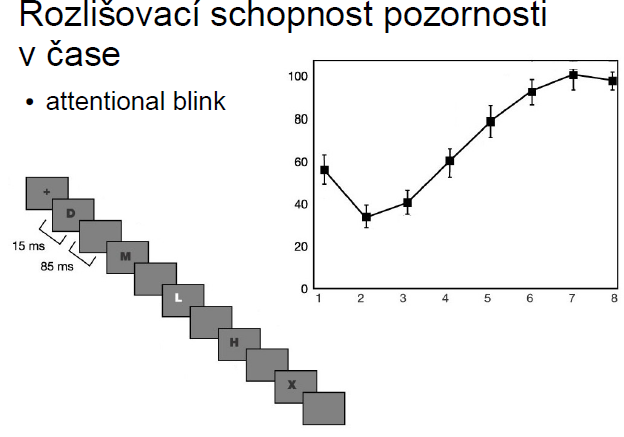 Rozlišovací schopnost pozornosti
v čase
• attentional blink
+
D
15 ms
85 ms
M
L
H
X
100
80
60
40
20
0
1 2 3 4 5 6 7 8